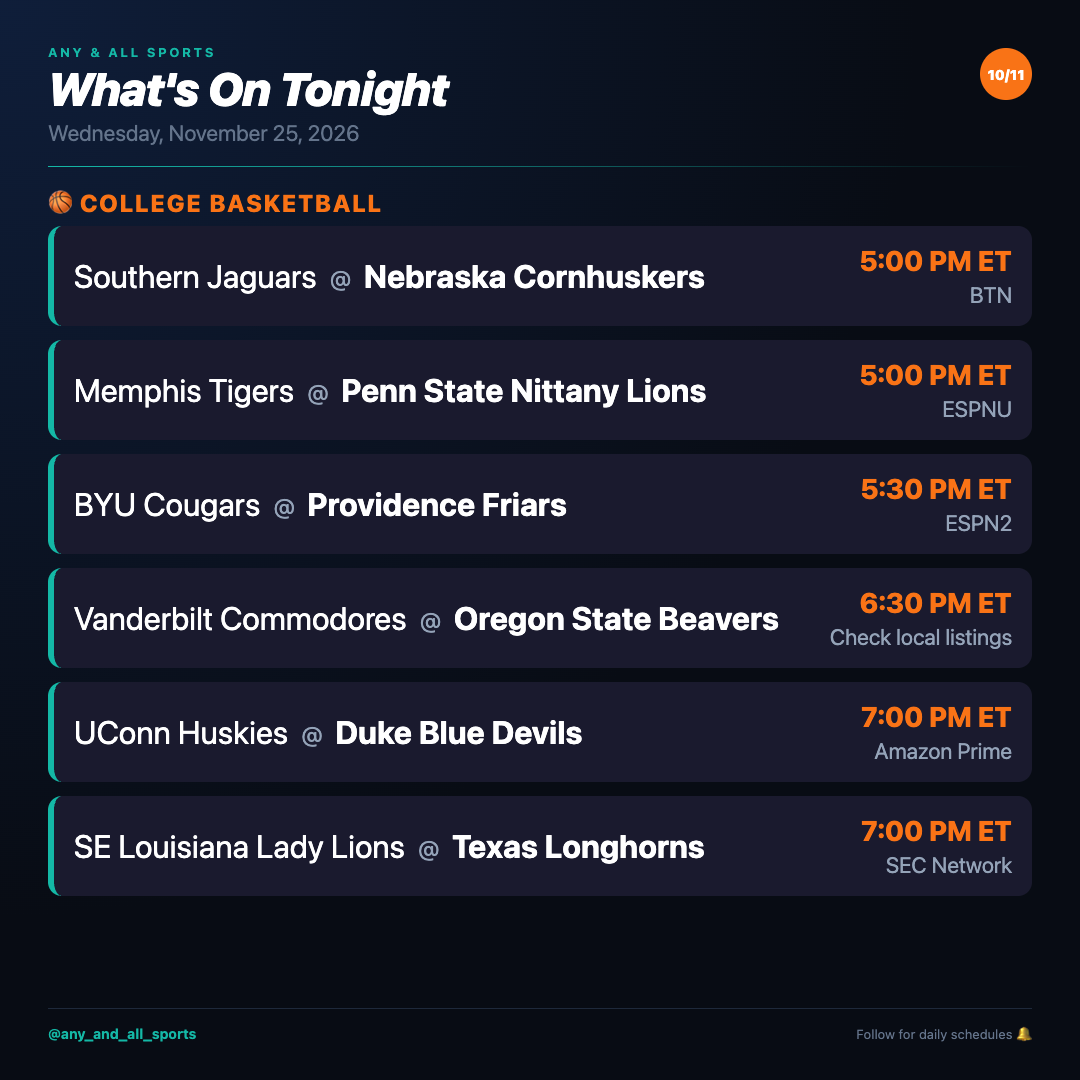 ANY & ALL SPORTS
What's On Tonight
10/11
Wednesday, November 25, 2026
🏀 COLLEGE BASKETBALL
Southern Jaguars @ Nebraska Cornhuskers
5:00 PM ET
BTN
Memphis Tigers @ Penn State Nittany Lions
5:00 PM ET
ESPNU
BYU Cougars @ Providence Friars
5:30 PM ET
ESPN2
Vanderbilt Commodores @ Oregon State Beavers
6:30 PM ET
Check local listings
UConn Huskies @ Duke Blue Devils
7:00 PM ET
Amazon Prime
SE Louisiana Lady Lions @ Texas Longhorns
7:00 PM ET
SEC Network
@any_and_all_sports
Follow for daily schedules 🔔